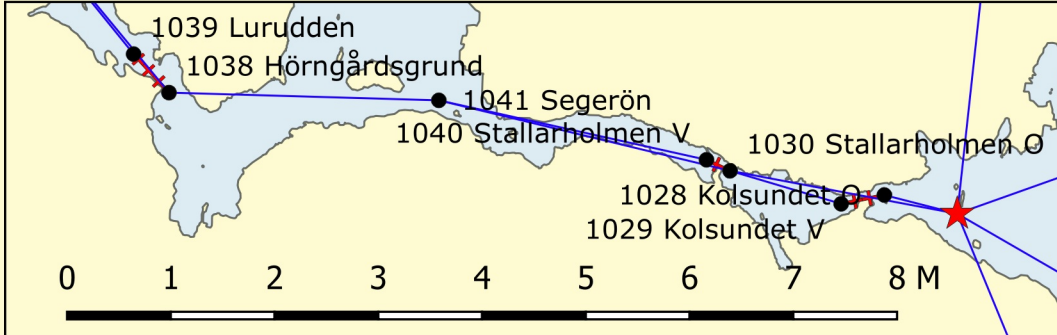 1039 Lurudden
1038 Hörngårdsgrund
1041 Segerön
1040 Stallarholmen V
1030 Stallarholmen O
1028 Kolsundet O
1029 Kolsundet V
0 1 2 3 4 5 6 7 8 M